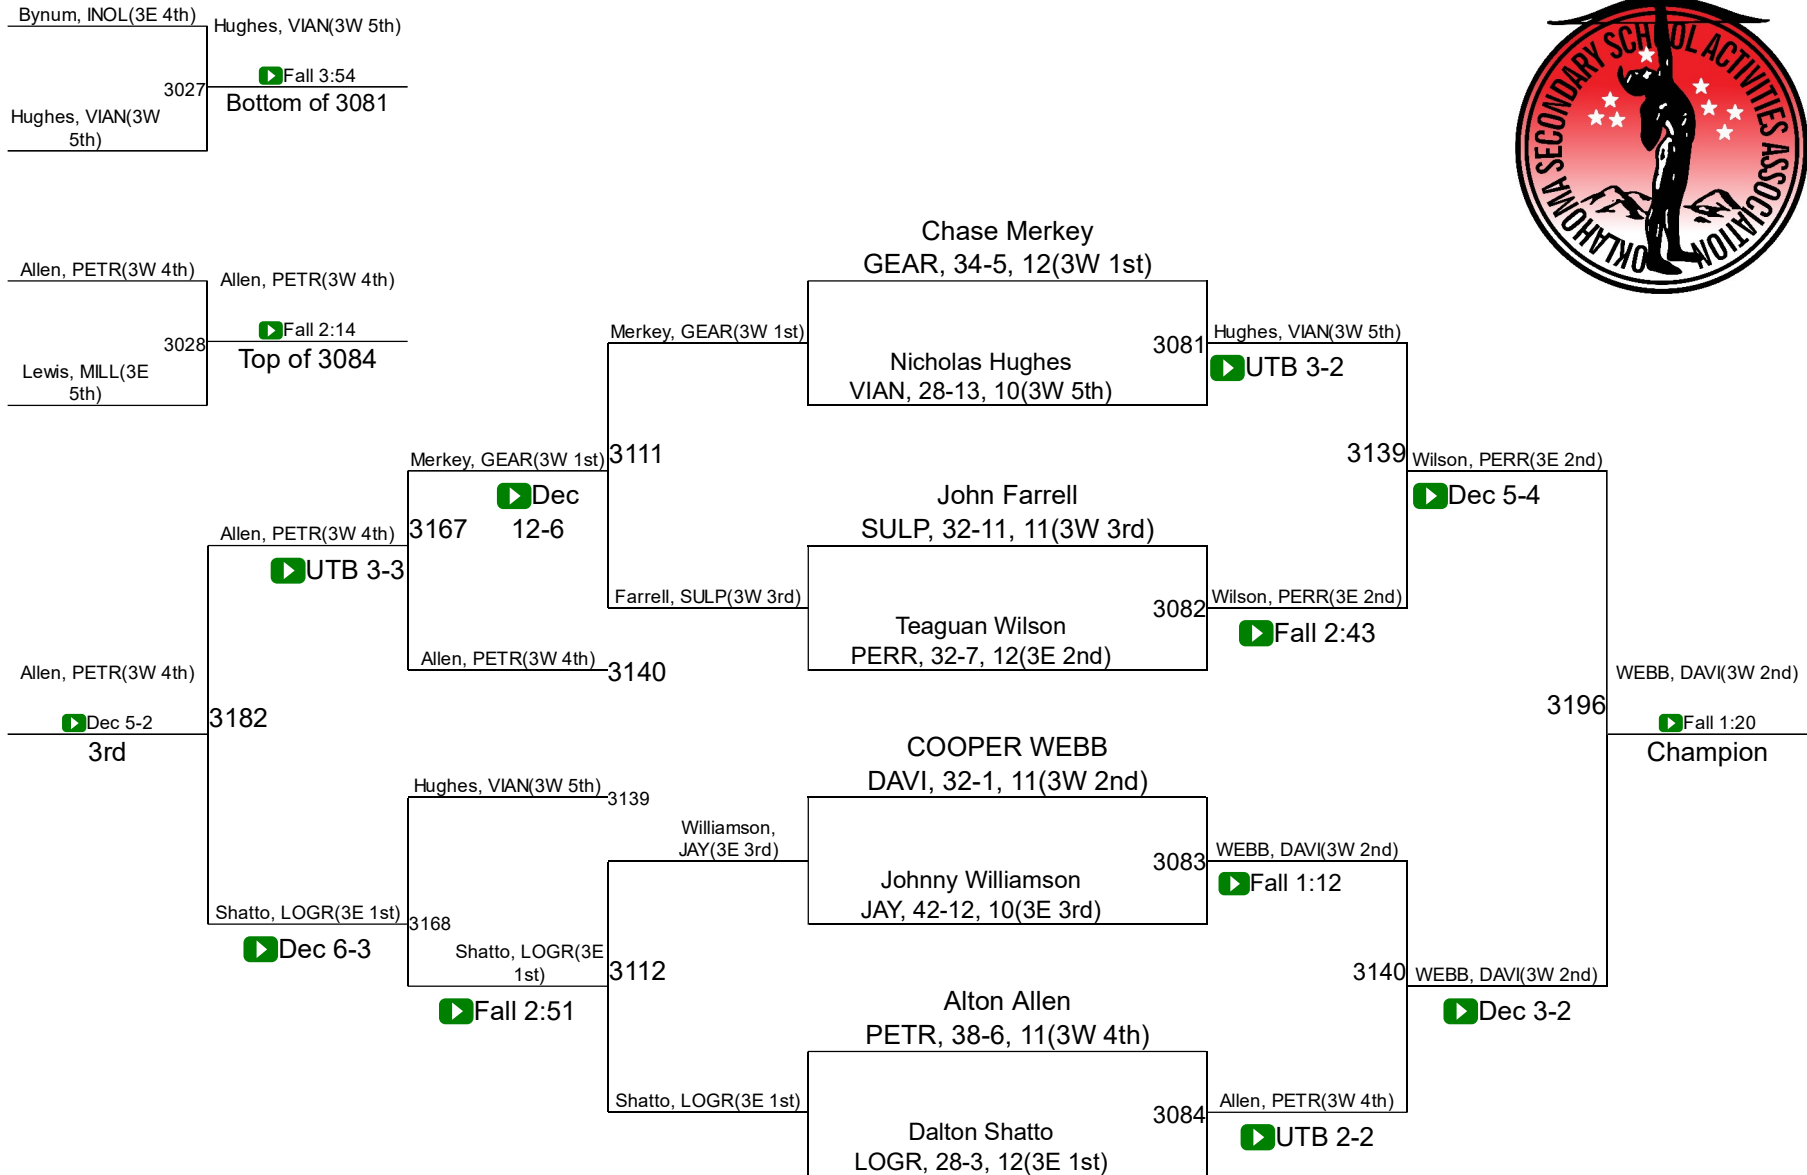 Bynum, INOL(3E 4th)
Hughes, VIAN(3W 5th)
Fall 3:54
3027
Bottom of 3081
Hughes, VIAN(3W
5th)
OKLAHOMA SECONDARY SCHOOL ACTIVITIES ASSOCIATION
Allen, PETR(3W 4th)
Allen, PETR(3W 4th)
Fall 2:14
3028
Top of 3084
Lewis, MILL(3E
5th)
Chase Merkey
GEAR, 34-5, 12(3W 1st)
Merkey, GEAR(3W 1st)
3081
Hughes, VIAN(3W 5th)
Nicholas Hughes
VIAN, 28-13, 10(3W 5th)
UTB 3-2
Merkey, GEAR(3W 1st)
3111
3139
Wilson, PERR(3E 2nd)
Dec
12-6
Dec 5-4
John Farrell
SULP, 32-11, 11(3W 3rd)
Allen, PETR(3W 4th)
3167
UTB 3-3
Farrell, SULP(3W 3rd)
3082
Wilson, PERR(3E 2nd)
Teaguan Wilson
PERR, 32-7, 12(3E 2nd)
Fall 2:43
Allen, PETR(3W 4th)
3140
Allen, PETR(3W 4th)
Dec 5-2
3rd
3182
3196
WEBB, DAVI(3W 2nd)
Fall 1:20
Champion
COOPER WEBB
DAVI, 32-1, 11(3W 2nd)
Hughes, VIAN(3W 5th)
3139
Williamson,
JAY(3E 3rd)
3083
WEBB, DAVI(3W 2nd)
Johnny Williamson
JAY, 42-12, 10(3E 3rd)
Fall 1:12
Shatto, LOGR(3E 1st)
3168
Dec 6-3
Shatto, LOGR(3E
1st)
3112
Fall 2:51
3140
WEBB, DAVI(3W 2nd)
Dec 3-2
Alton Allen
PETR, 38-6, 11(3W 4th)
Shatto, LOGR(3E 1st)
3084
Allen, PETR(3W 4th)
Dalton Shatto
LOGR, 28-3, 12(3E 1st)
UTB 2-2